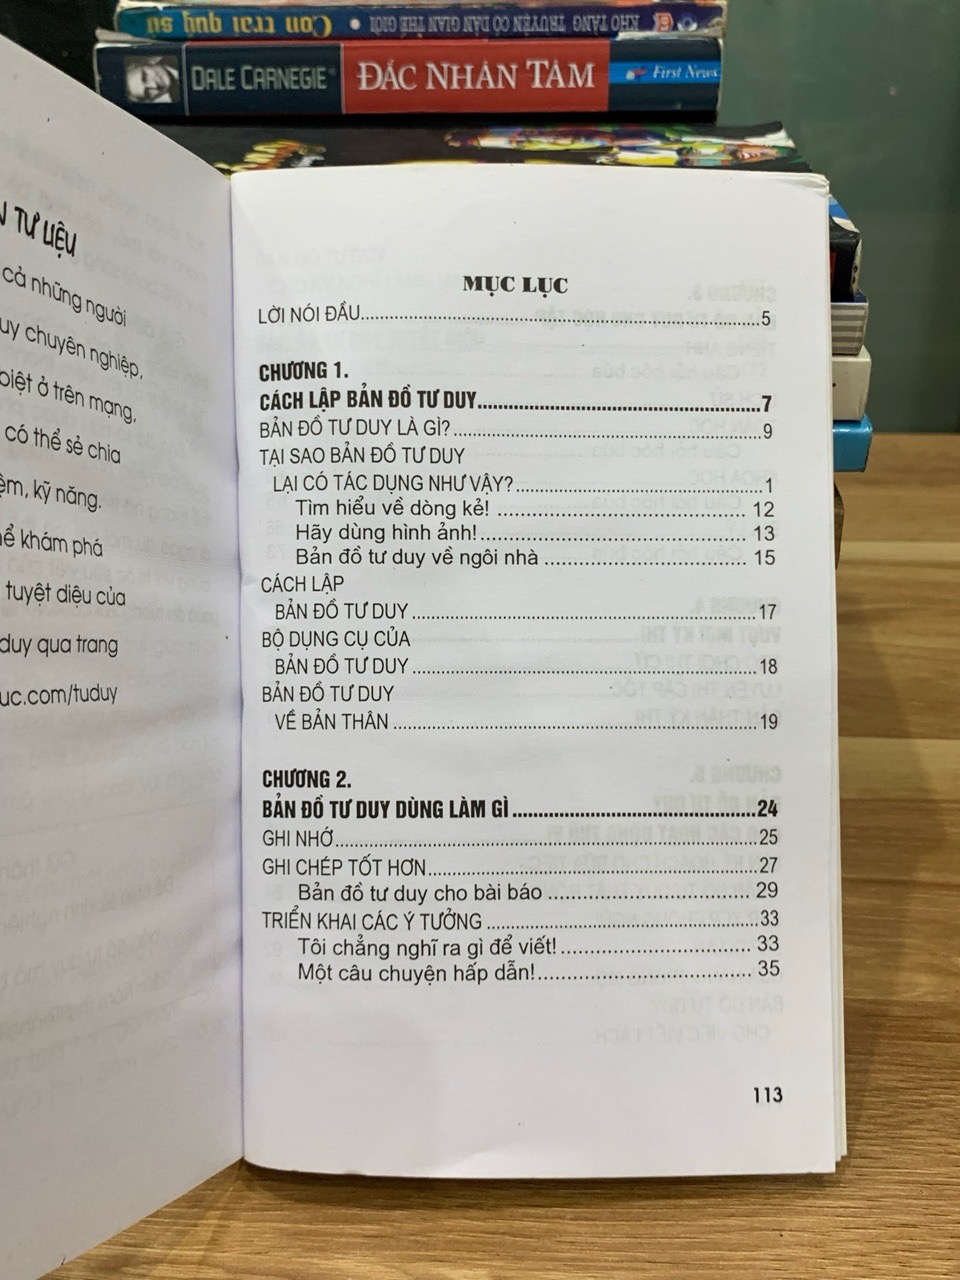 KHO TÀNG TRUYỆN CỔ DÂN GIAN THẾ GIỚI • Con trai quỷ sứ
DALE CARNEGIE ĐẮC NHÂN TÂM First News
TƯ LIỆU
cả những người
uy chuyên nghiệp,
biệt ở trên mạng,
có thể sẻ chia
kỹ năng.
khám phá
tuyệt diệu của
duy qua trang
uc.com/tuduy
MỤC LỤC
LỜI NÓI ĐẦU.......................................................5
CHƯƠNG 1.
CÁCH LẬP BẢN ĐỒ TƯ DUY.......................................7
BẢN ĐỒ TƯ DUY LÀ GÌ?..........................................9
TẠI SAO BẢN ĐỒ TƯ DUY
LẠI CÓ TÁC DỤNG NHƯ VẬY?..................................1
Tìm hiểu về dòng kẻ! ..................................... 12
Hãy dùng hình ảnh!....................................... 13
Bản đồ tư duy về ngôi nhà ............................... 15
CÁCH LẬP
BẢN ĐỒ TƯ DUY ................................................17
BỘ DỤNG CỤ CỦA
BẢN ĐỒ TƯ DUY ................................................18
BẢN ĐỒ TƯ DUY
VỀ BẢN THÂN ...................................................19
CHƯƠNG 2.
BẢN ĐỒ TƯ DUY DÙNG LÀM GÌ ...................................24
GHI NHỚ.......................................................25
GHI CHÉP TỐT HƠN..............................................27
Bản đồ tư duy cho bài báo ............................... 29
TRIỂN KHAI CÁC Ý TƯỞNG ......................................33
Tôi chẳng nghĩ ra gì để viết!............................ 33
Một câu chuyện hấp dẫn!.................................. 35
113